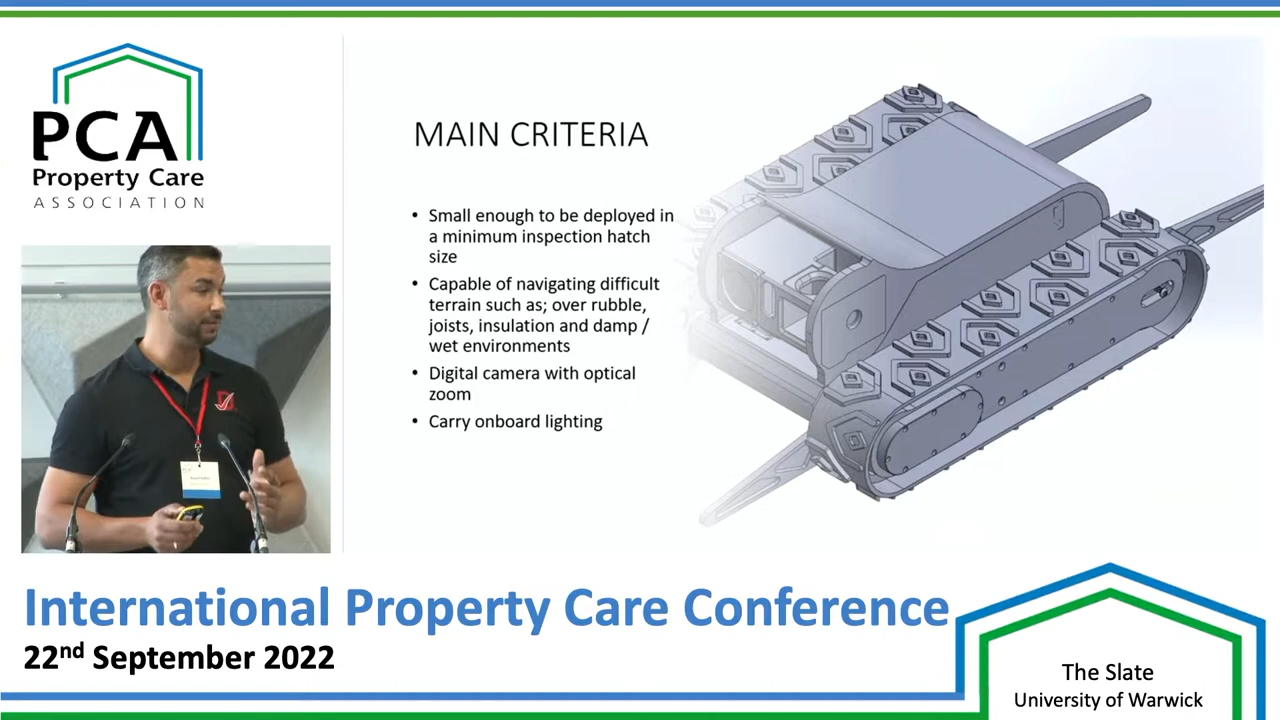 PCA
Property Care
ASSOCIATION
MAIN CRITERIA
• Small enough to be deployed in
a minimum inspection hatch
size
• Capable of navigating difficult
terrain such as; over rubble,
joists, insulation and damp /
wet environments
• Digital camera with optical
zoom
• Carry onboard lighting
International Property Care Conference
22nd September 2022
The Slate
University of Warwick